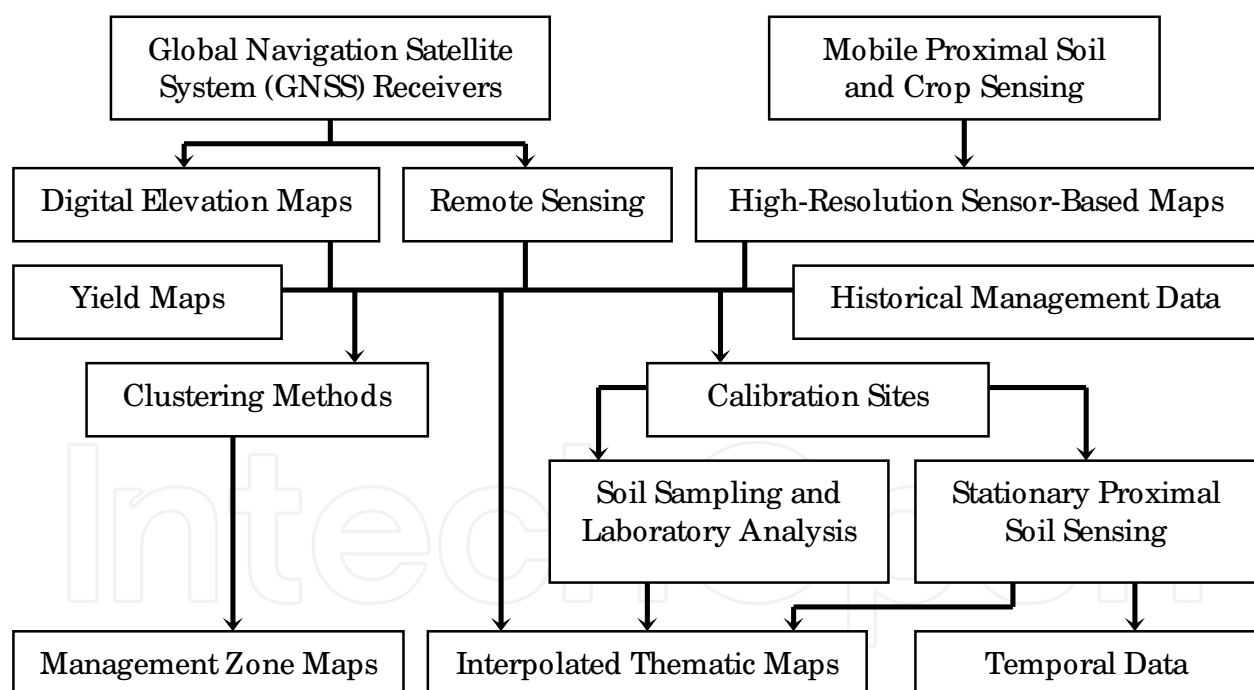 Global Navigation Satellite
System (GNSS) Receivers
Mobile Proximal Soil
and Crop Sensing
Digital Elevation Maps
Remote Sensing
High-Resolution Sensor-Based Maps
Yield Maps
Historical Management Data
Clustering Methods
Calibration Sites
Soil Sampling and
Laboratory Analysis
Stationary Proximal
Soil Sensing
IntechOpen
Management Zone Maps
Interpolated Thematic Maps
Temporal Data